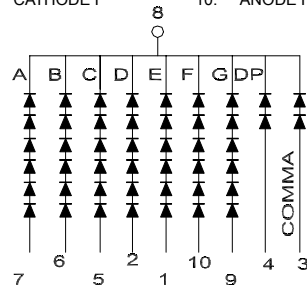 CATHODE F 10. ANODE F
8
A B C D E F G DP
COMMA
7 6 5 2 1 10 9 4 3